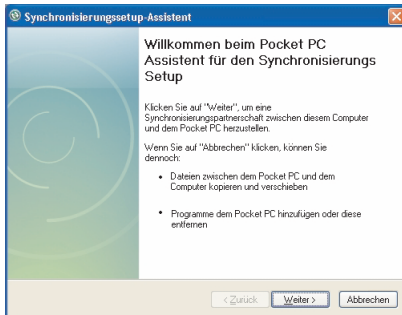 Synchronisierungssetup-Assistent
Willkommen beim Pocket PC
Assistent für den Synchronisierungs
Setup
Klicken Sie auf "Weiter", um eine
Synchronisierungspartnerschaft zwischen diesem Computer
und dem Pocket PC herzustellen.
Wenn Sie auf "Abbrechen" klicken, können Sie
dennoch:
• Dateien zwischen dem Pocket PC und dem
Computer kopieren und verschieben
• Programme dem Pocket PC hinzufügen oder diese
entfernen
< Zurück Weiter > Abbrechen